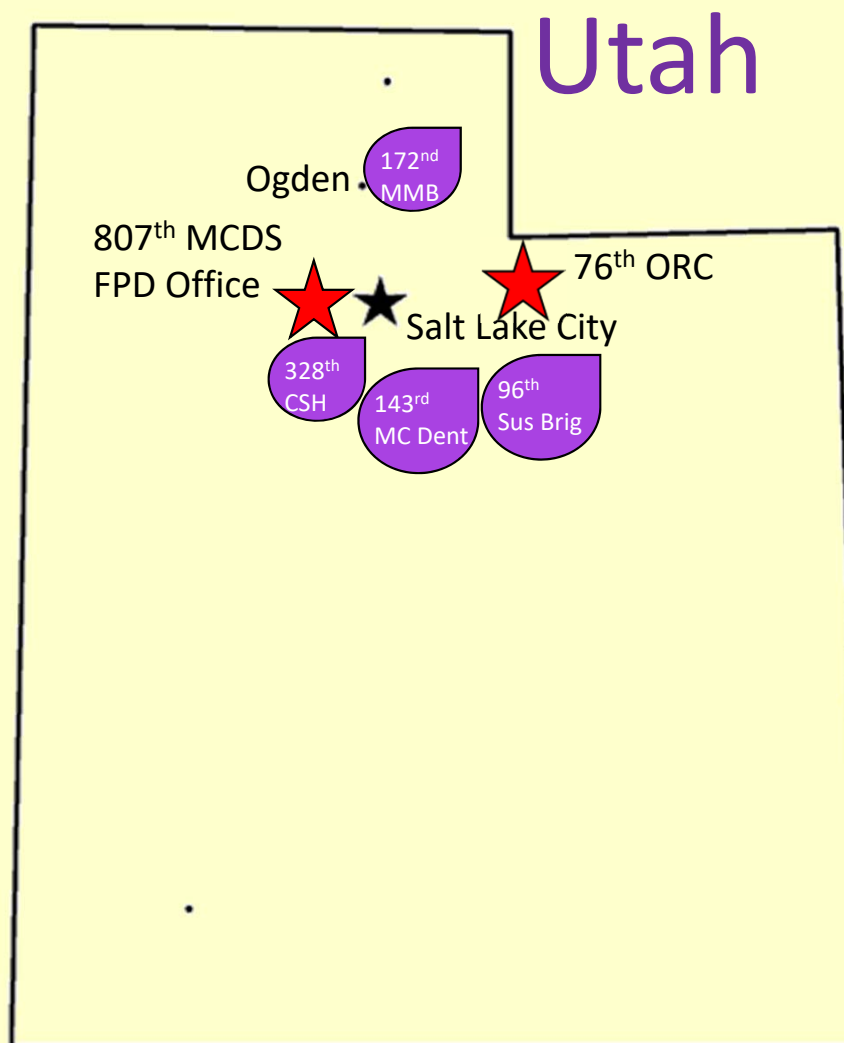 Utah
172nd
MMB
Ogden
807th MCDS
FPD Office
76th ORC
Salt Lake City
328th
CSH
143rd
MC Dent
96th
Sus Brig